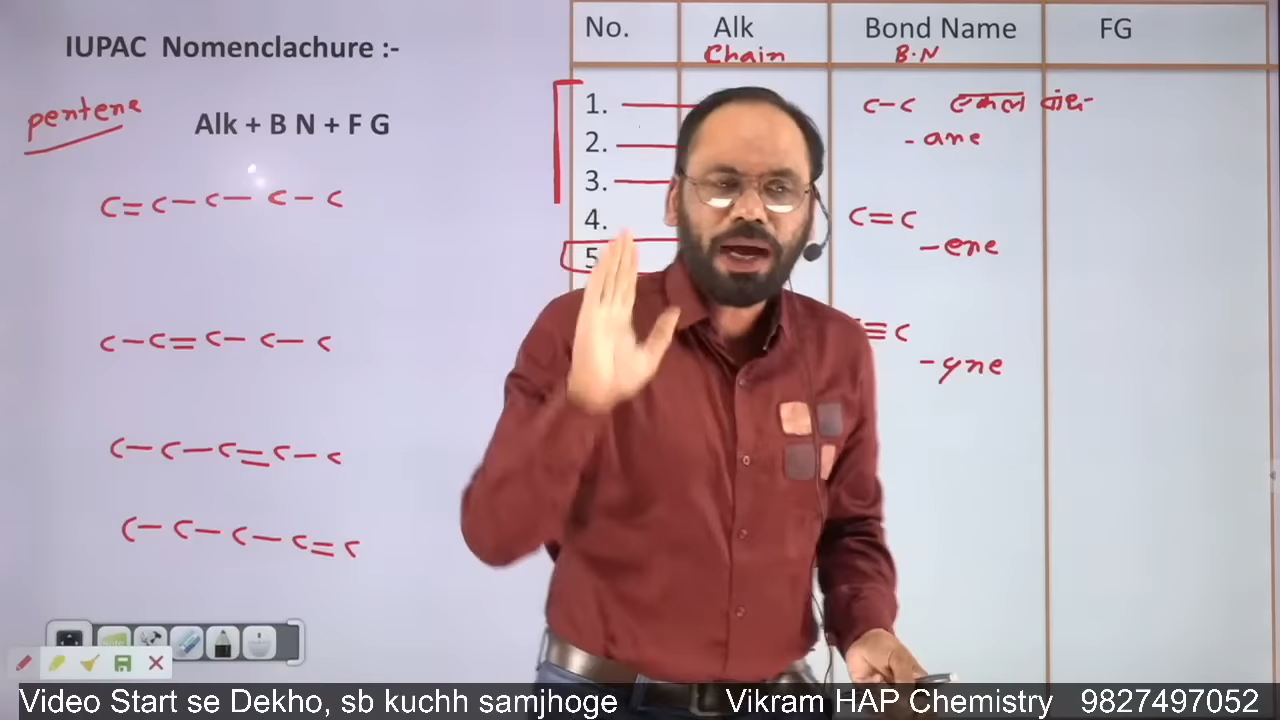 IUPAC Nomenclachure :-
pentene
Alk + B N + F G
C=C-C-C-C
C-C=C-C-C
C-C-C=C-C
C-C-C-C=C
No. Alk Bond Name FG
Chain B.N
1. C-C एकल बंध-
2. -ane
3.
4. C=C
5 -ene
≡C
-yne
Video Start se Dekho, sb kuchh samjhoge Vikram HAP Chemistry 9827497052